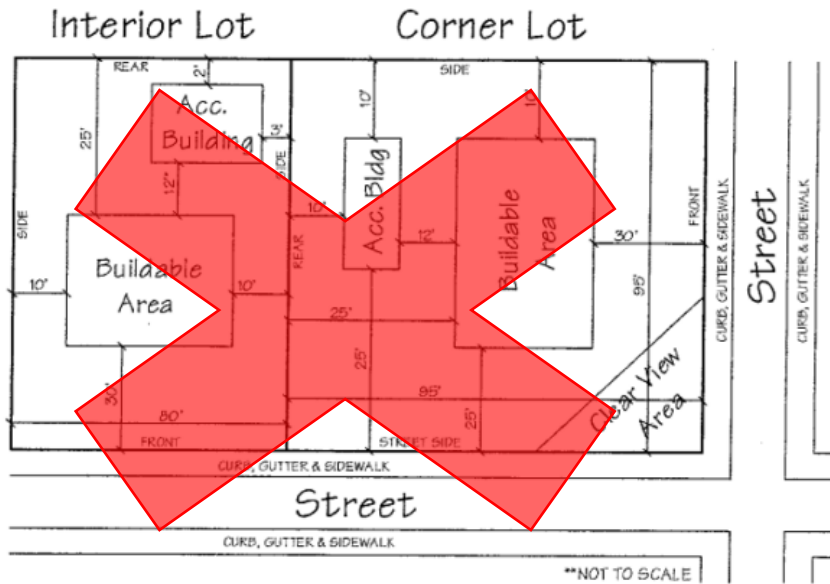 Interior Lot
Corner Lot
REAR
SIDE
2'
Acc.
Building
3'
25'
12'
SIDE
SIDE
10'
10'
Acc. Bldg
Buildable
Area
FRONT
30'
95'
10'
REAR
12'
Buildable
Area
10'
10'
25'
25'
30'
80'
95'
25'
Clear View
Area
FRONT
STREET SIDE
CURB, GUTTER & SIDEWALK
Street
CURB, GUTTER & SIDEWALK
CURB, GUTTER & SIDEWALK
Street
CURB, GUTTER & SIDEWALK
**NOT TO SCALE